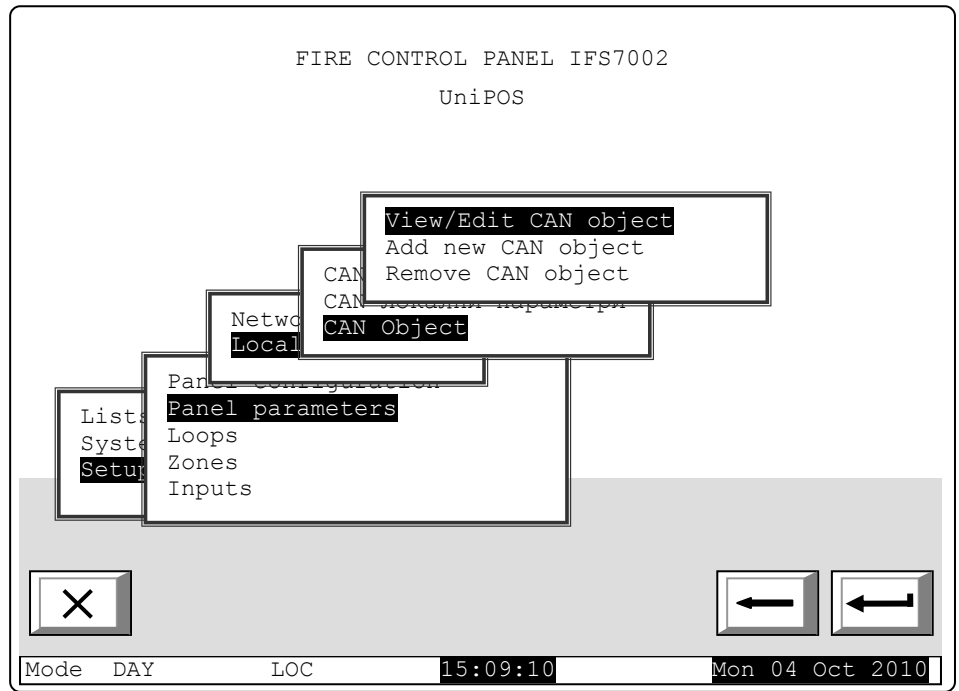 FIRE CONTROL PANEL IFS7002
UniPOS
View/Edit CAN object
Add new CAN object
Remove CAN object
CAN
CAN локални параметри
CAN Object
Local
Panel Configuration
Panel parameters
Loops
Zones
Inputs
Lists
Setup
Mode DAY LOC 15:09:10 Mon 04 Oct 2010